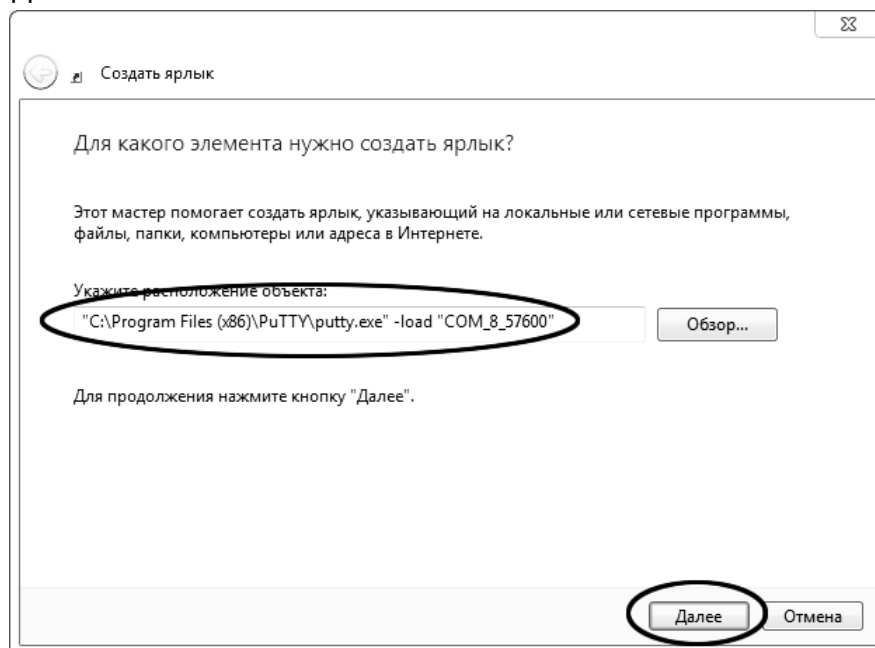 Создать ярлык
Для какого элемента нужно создать ярлык?
Этот мастер помогает создать ярлык, указывающий на локальные или сетевые программы,
файлы, папки, компьютеры или адреса в Интернете.
Укажите расположение объекта:
"C:\Program Files (x86)\PuTTY\putty.exe" -load "COM_8_57600"
Обзор...
Для продолжения нажмите кнопку "Далее".
Далее
Отмена